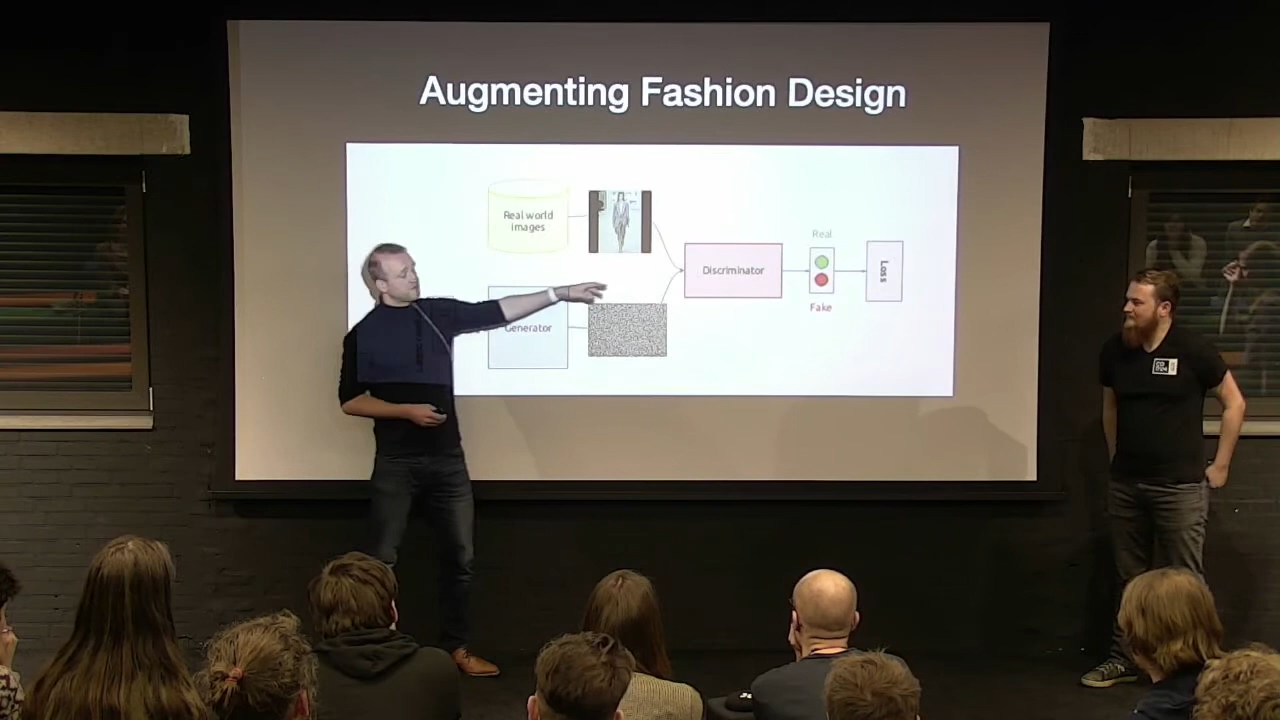 Augmenting Fashion Design
Real world
images
Real
Discriminator
Loss
Fake
Generator